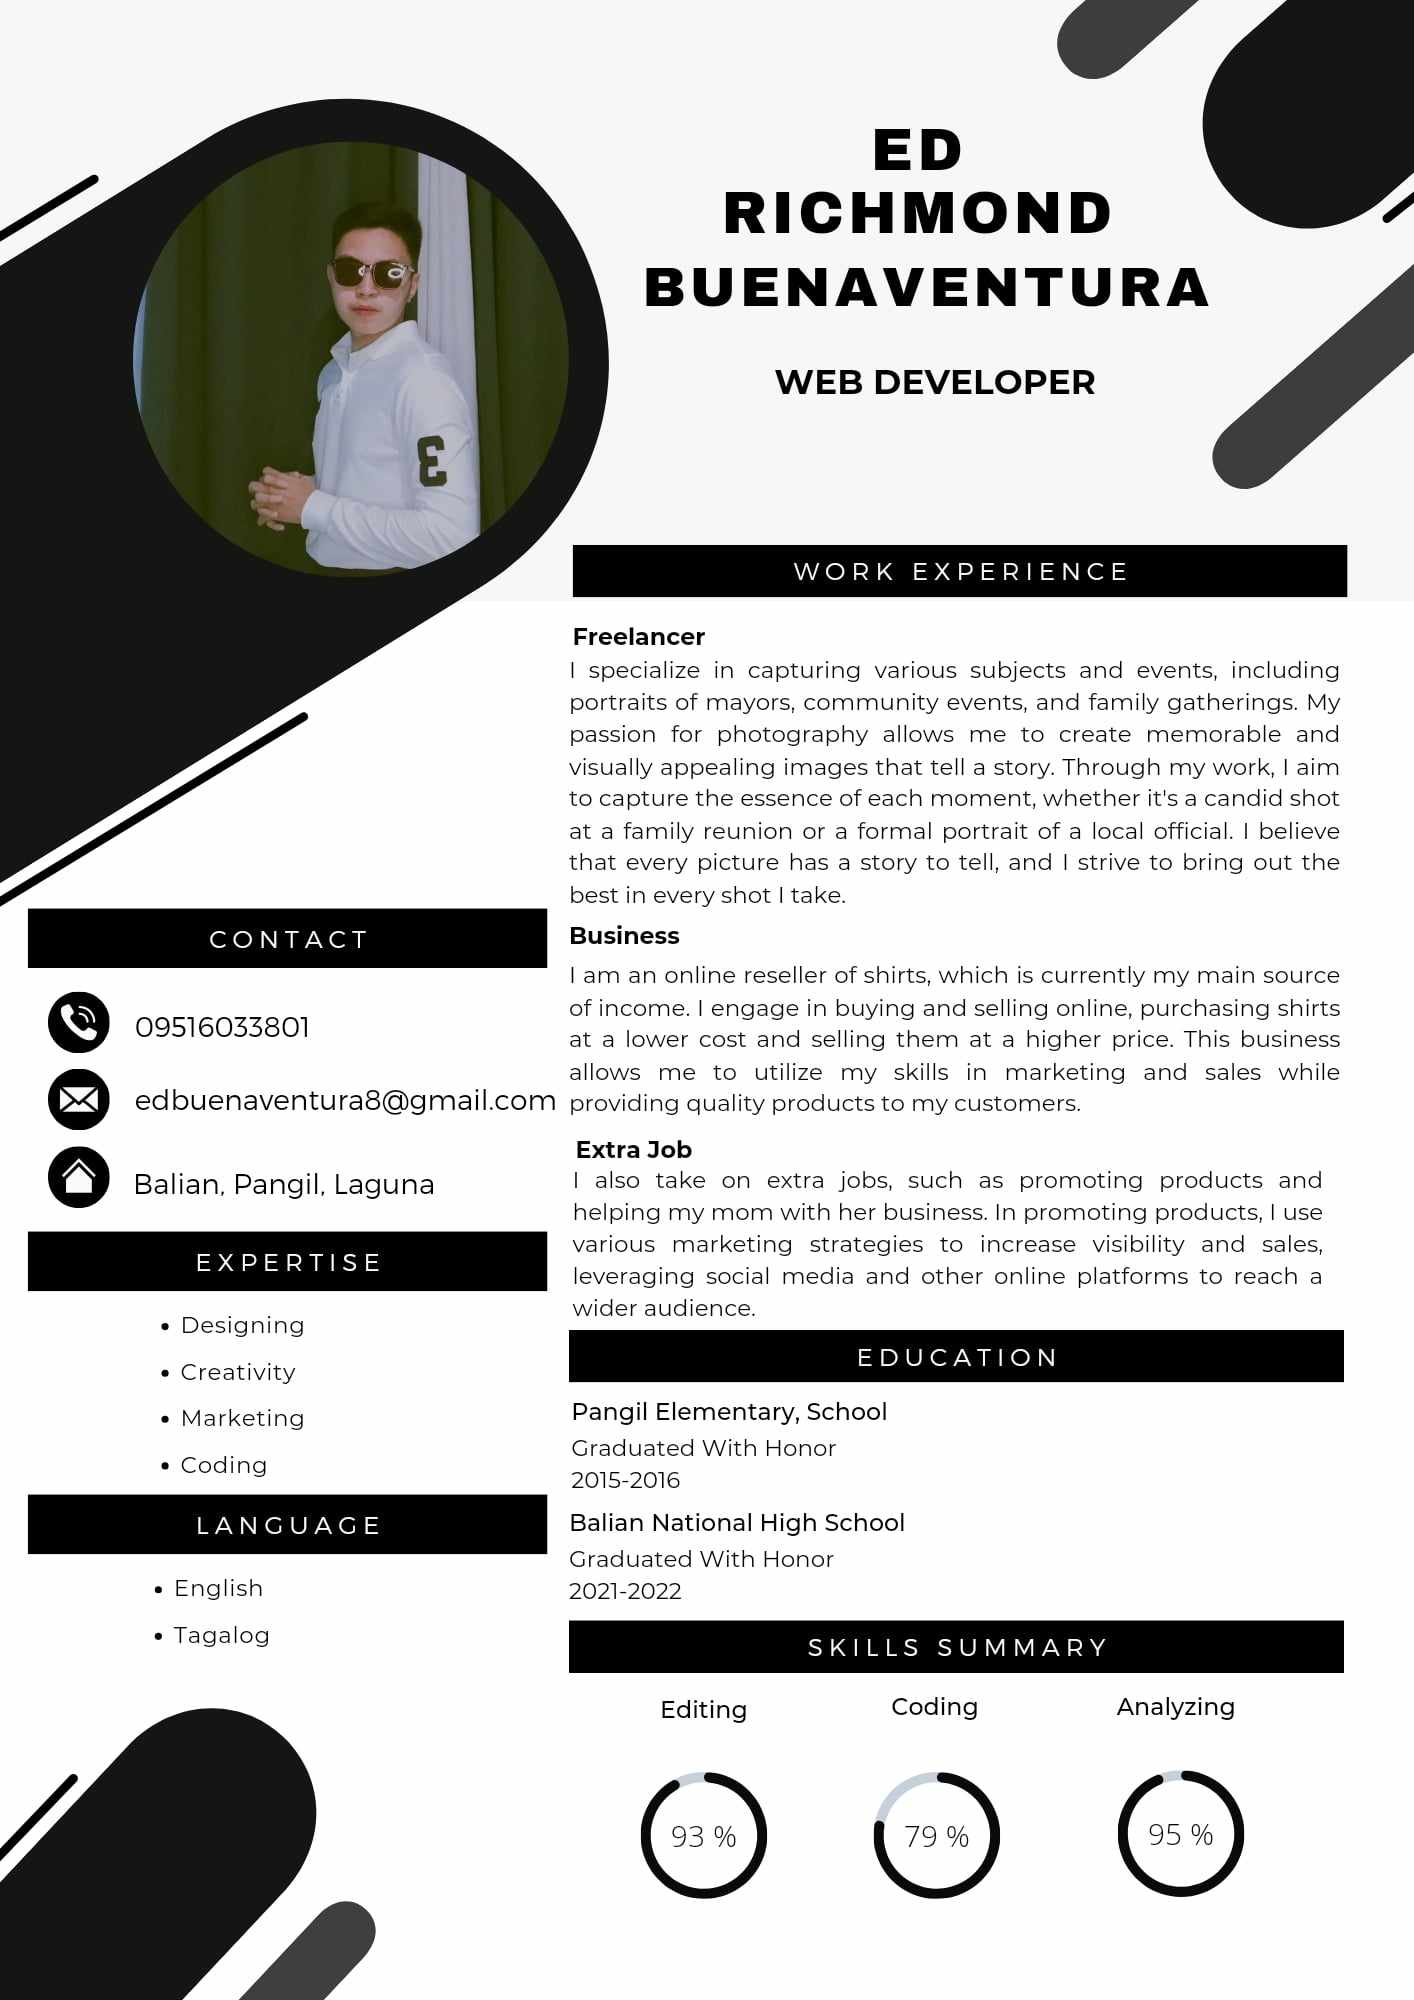 ED
RICHMOND
BUENAVENTURA
WEB DEVELOPER
WORK EXPERIENCE
Freelancer
I specialize in capturing various subjects and events, including
portraits of mayors, community events, and family gatherings. My
passion for photography allows me to create memorable and
visually appealing images that tell a story. Through my work, I aim
to capture the essence of each moment, whether it's a candid shot
at a family reunion or a formal portrait of a local official. I believe
that every picture has a story to tell, and I strive to bring out the
best in every shot I take.
Business
I am an online reseller of shirts, which is currently my main source
of income. I engage in buying and selling online, purchasing shirts
at a lower cost and selling them at a higher price. This business
allows me to utilize my skills in marketing and sales while
providing quality products to my customers.
Extra Job
I also take on extra jobs, such as promoting products and
helping my mom with her business. In promoting products, I use
various marketing strategies to increase visibility and sales,
leveraging social media and other online platforms to reach a
wider audience.
EDUCATION
Pangil Elementary, School
Graduated With Honor
2015-2016
Balian National High School
Graduated With Honor
2021-2022
SKILLS SUMMARY
Editing
Coding
Analyzing
93 %
79 %
95 %
CONTACT
09516033801
edbuenaventura8@gmail.com
Balian, Pangil, Laguna
EXPERTISE
• Designing
• Creativity
• Marketing
• Coding
LANGUAGE
• English
• Tagalog